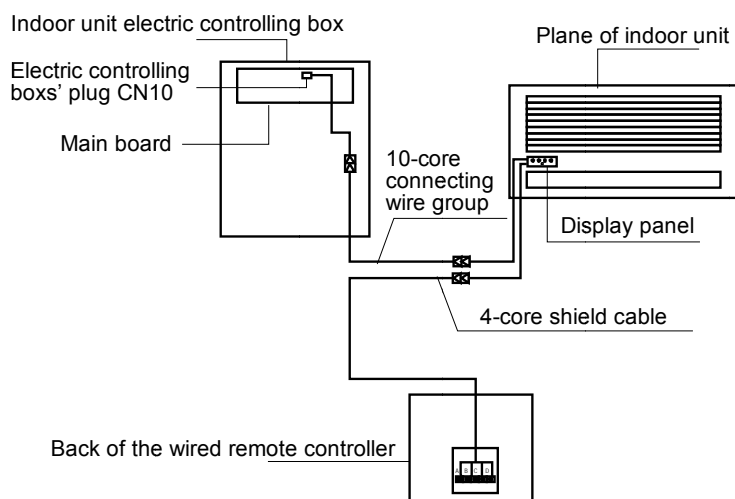 Indoor unit electric controlling box
Plane of indoor unit
Electric controlling
boxs' plug CN10
Main board
10-core
connecting
wire group
Display panel
4-core shield cable
Back of the wired remote controller
A B C D